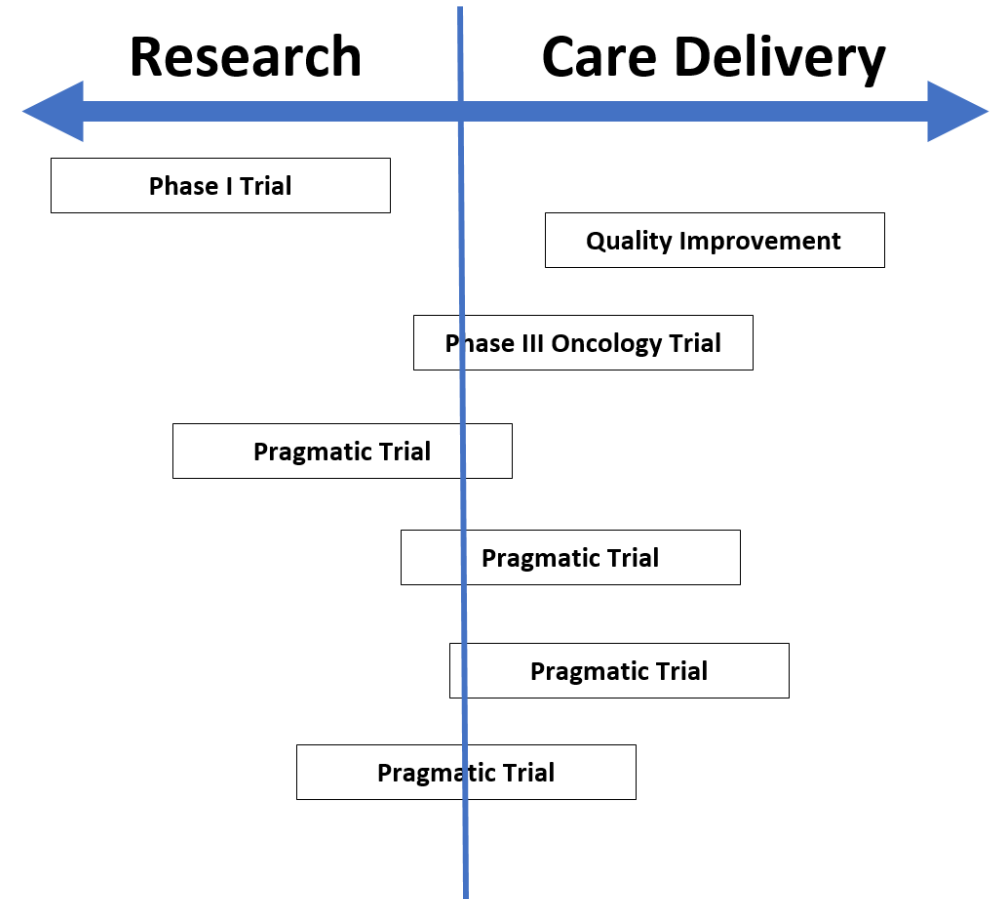 Research
Care Delivery
Phase I Trial
Quality Improvement
Phase III Oncology Trial
Pragmatic Trial
Pragmatic Trial
Pragmatic Trial
Pragmatic Trial